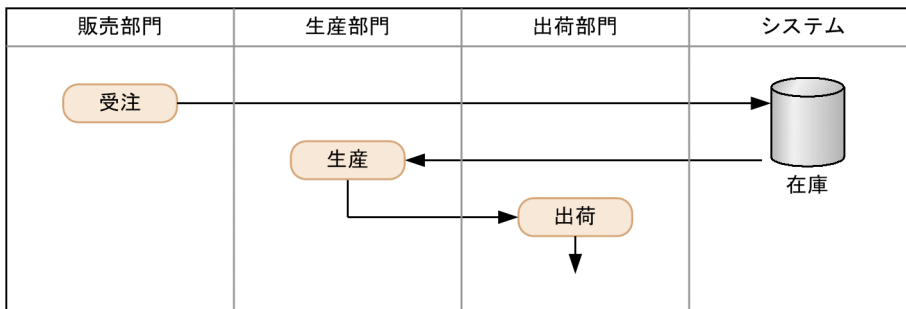 販売部門
生産部門
出荷部門
システム
受注
生産
在庫
出荷